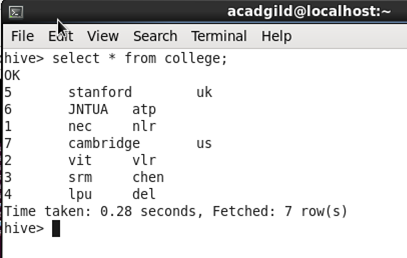 acadgild@localhost:~
File Edit View Search Terminal Help
hive> select * from college;
OK
5 stanford uk
6 JNTUA atp
1 nec nlr
7 cambridge us
2 vit vlr
3 srm chen
4 lpu del
Time taken: 0.28 seconds, Fetched: 7 row(s)
hive>